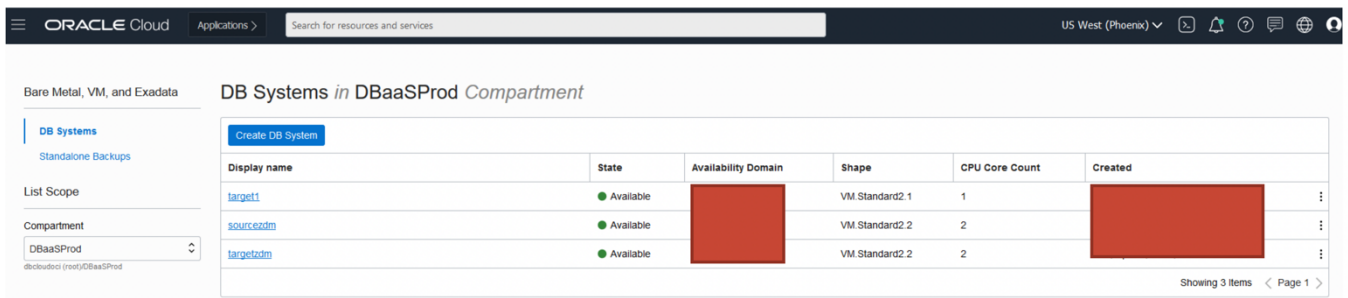 ORACLE Cloud Applications > Search for resources and services US West (Phoenix)
Bare Metal, VM, and Exadata
DB Systems
Standalone Backups
List Scope
Compartment
DBaaSProd
dbcloudoci (root)/DBaaSProd
DB Systems in DBaaSProd Compartment
Create DB System
Display name State Availability Domain Shape CPU Core Count Created
target1 Available VM.Standard2.1 1
sourcezdm Available VM.Standard2.2 2
targetzdm Available VM.Standard2.2 2
Showing 3 Items < Page 1 >